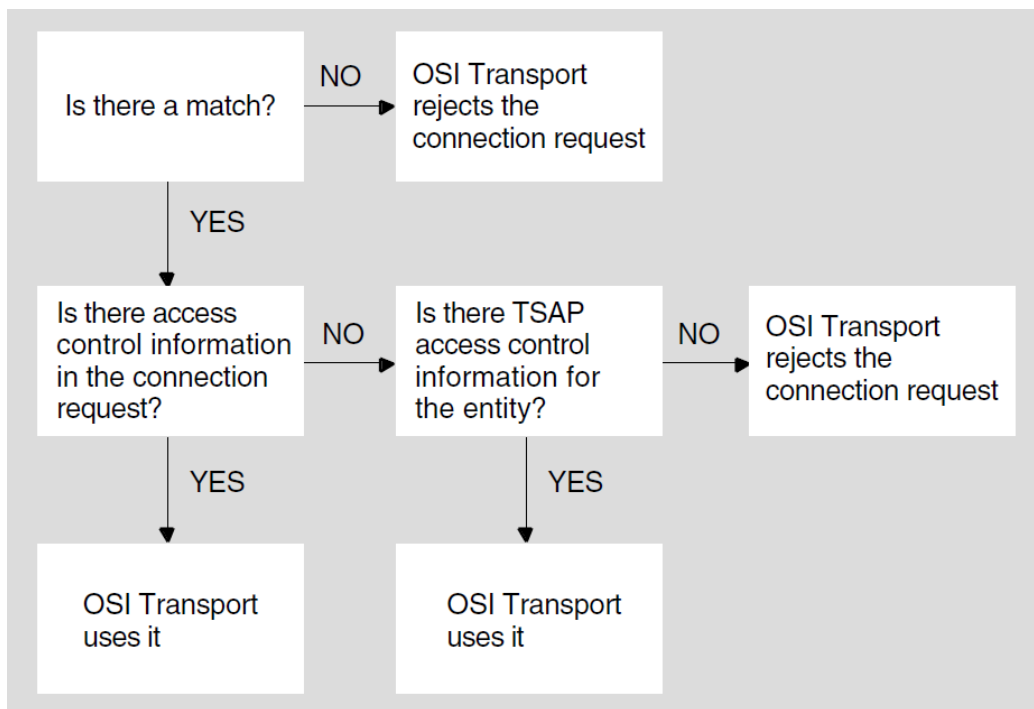 Is there a match?
NO
OSI Transport
rejects the
connection request
YES
Is there access
control information
in the connection
request?
NO
Is there TSAP
access control
information for
the entity?
NO
OSI Transport
rejects the
connection request
YES
YES
OSI Transport
uses it
OSI Transport
uses it